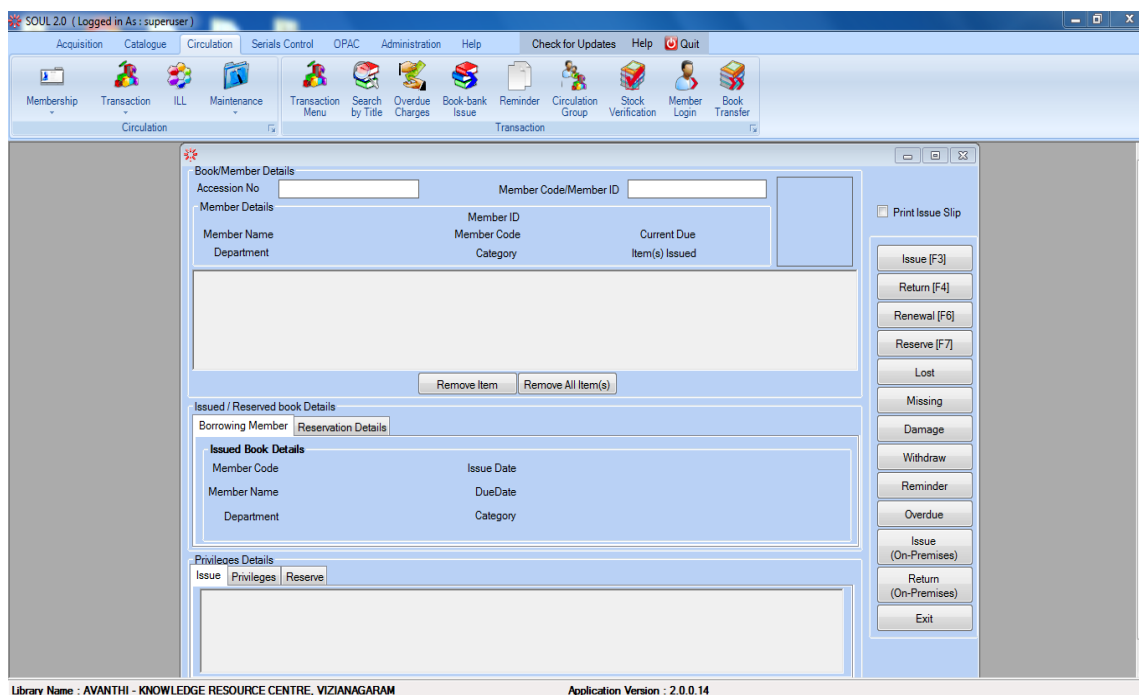 SOUL 2.0 ( Logged in As : superuser )
Acquisition Catalogue Circulation Serials Control OPAC Administration Help Check for Updates Help Quit
Membership Transaction ILL Maintenance Transaction Menu Search by Title Overdue Charges Book-bank Issue Reminder Circulation Group Stock Verification Member Login Book Transfer
Circulation Transaction
Book/Member Details
Accession No Member Code/Member ID
Print Issue Slip
Member Details
Member ID
Member Name Member Code Current Due
Department Category Item(s) Issued
Issue [F3]
Return [F4]
Renewal [F6]
Reserve [F7]
Lost
Missing
Damage
Withdraw
Reminder
Overdue
Issue
(On-Premises)
Return
(On-Premises)
Exit
Remove Item Remove All Item(s)
Issued / Reserved book Details
Borrowing Member Reservation Details
Issued Book Details
Member Code Issue Date
Member Name DueDate
Department Category
Privileges Details
Issue Privileges Reserve
Library Name : AVANTHI - KNOWLEDGE RESOURCE CENTRE, VIZIANAGARAM Application Version : 2.0.0.14